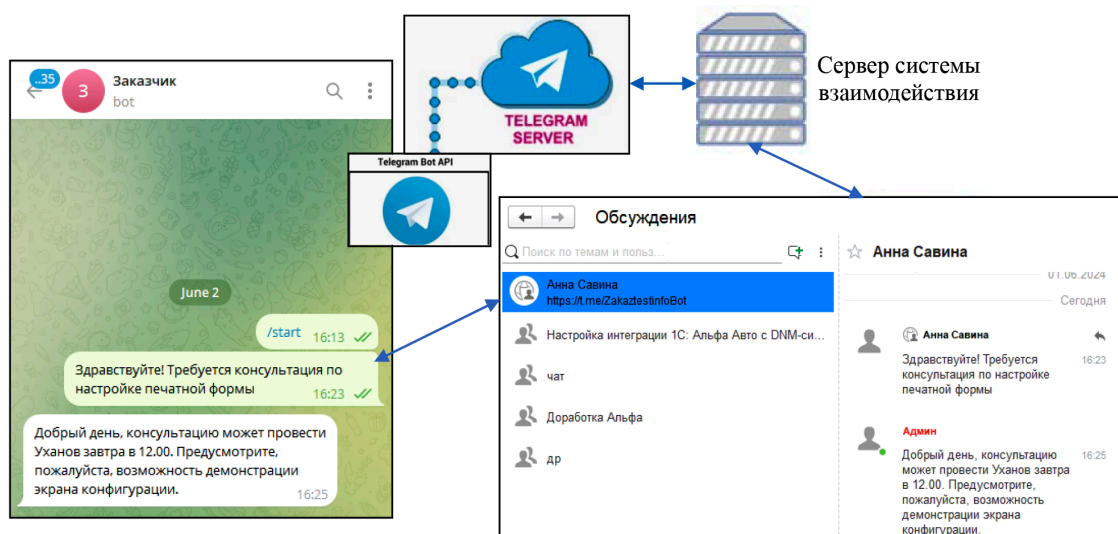 ..35
З
Заказчик
bot
June 2
/start 16:13
Здравствуйте! Требуется консультация по
настройке печатной формы
16:23
Добрый день, консультацию может провести
Уханов завтра в 12.00. Предусмотрите,
пожалуйста, возможность демонстрации
экрана конфигурации.
16:25
TELEGRAM
SERVER
Telegram Bot API
Сервер системы
взаимодействия
Обсуждения
Поиск по темам и польз...
Анна Савина
https://t.me/ZakaztestinfoBot
Настройка интеграции 1С: Альфа Авто с DNM-си...
чат
Доработка Альфа
др
Анна Савина
01.06.2024
Сегодня
Анна Савина
Здравствуйте! Требуется 16:23
консультация по настройке
печатной формы
Админ
Добрый день, консультацию 16:25
может провести Уханов завтра
в 12.00. Предусмотрите,
пожалуйста, возможность
демонстрации экрана
конфигурации.